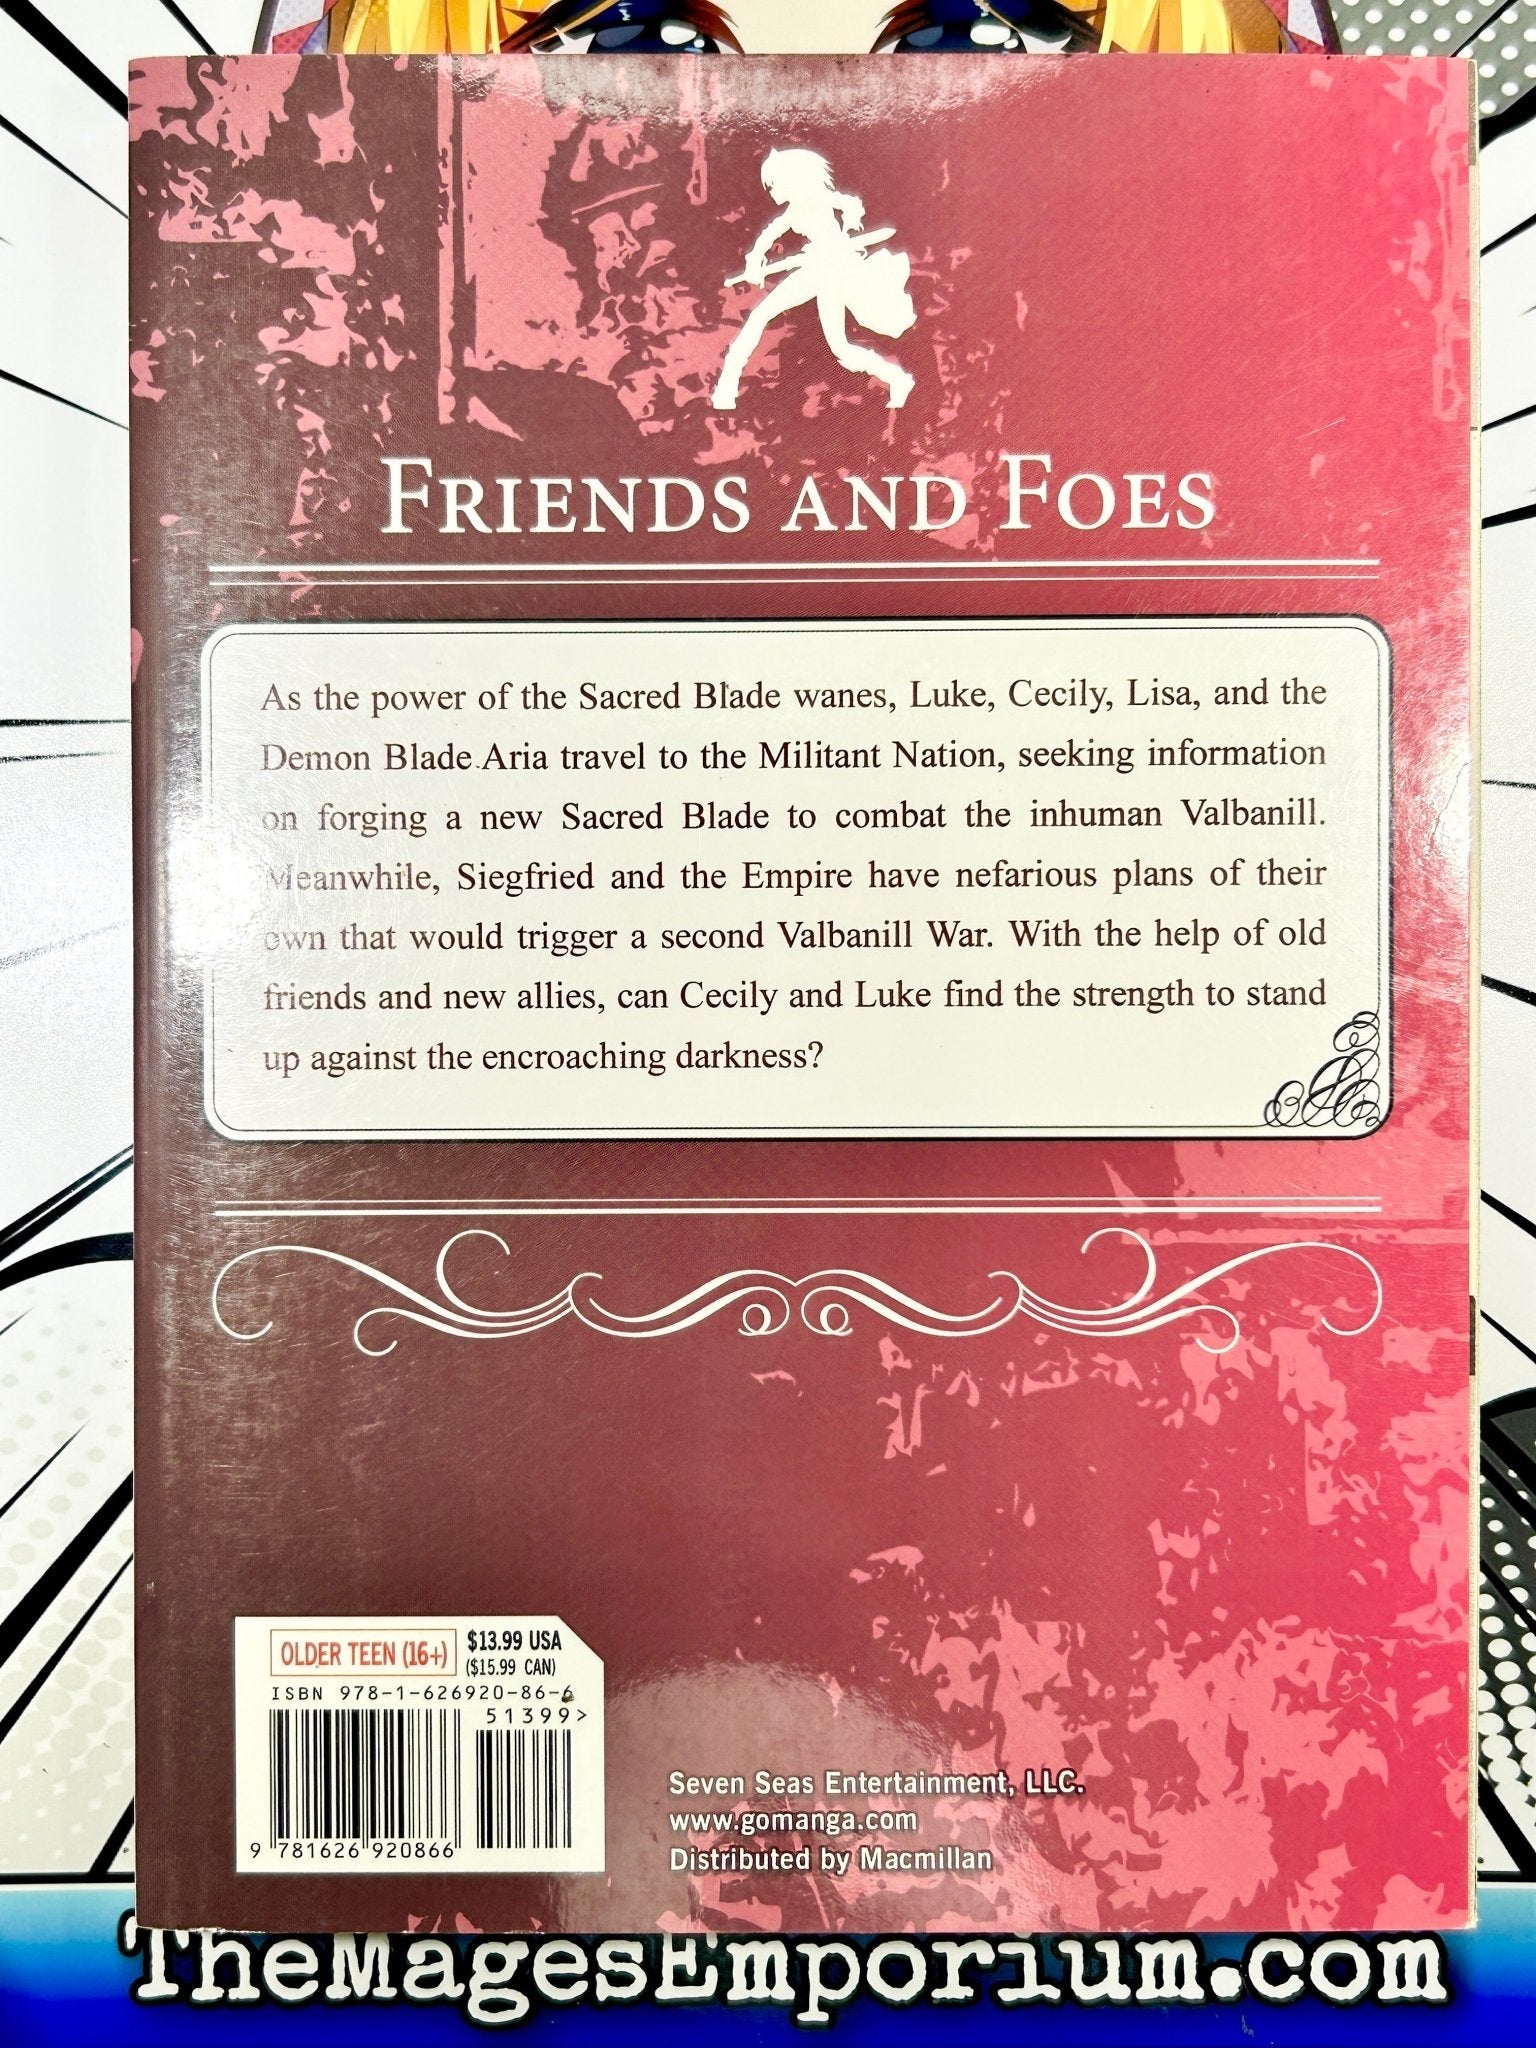 FRIENDS AND FOES
As the power of the Sacred Blade wanes, Luke, Cecily, Lisa, and the
Demon Blade Aria travel to the Militant Nation, seeking information
on forging a new Sacred Blade to combat the inhuman Valbanill.
Meanwhile, Siegfried and the Empire have nefarious plans of their
own that would trigger a second Valbanill War. With the help of old
friends and new allies, can Cecily and Luke find the strength to stand
up against the encroaching darkness?
OLDER TEEN (16+)
$13.99 USA
($15.99 CAN)
ISBN 978-1-626920-86-6
51399>
9 781626 920866
Seven Seas Entertainment, LLC.
www.gomanga.com
Distributed by Macmillan
TheMagesEmporium.com